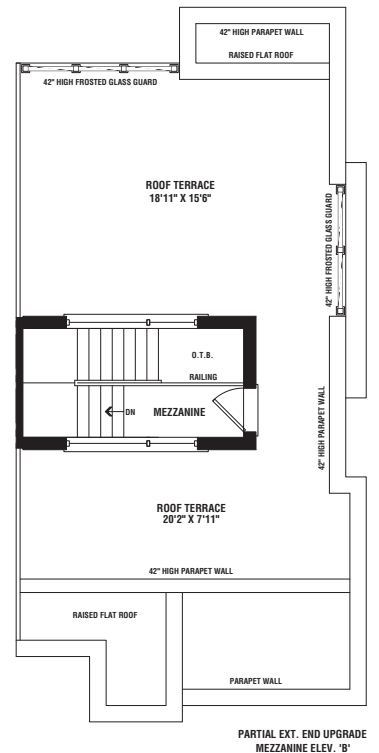 42" HIGH PARAPET WALL
RAISED FLAT ROOF
42" HIGH FROSTED GLASS GUARD
ROOF TERRACE
18'11" X 15'6"
42" HIGH FROSTED GLASS GUARD
O.T.B.
RAILING
DN
MEZZANINE
42" HIGH PARAPET WALL
ROOF TERRACE
20'2" X 7'11"
42" HIGH PARAPET WALL
RAISED FLAT ROOF
PARAPET WALL
PARTIAL EXT. END UPGRADE
MEZZANINE ELEV. 'B'